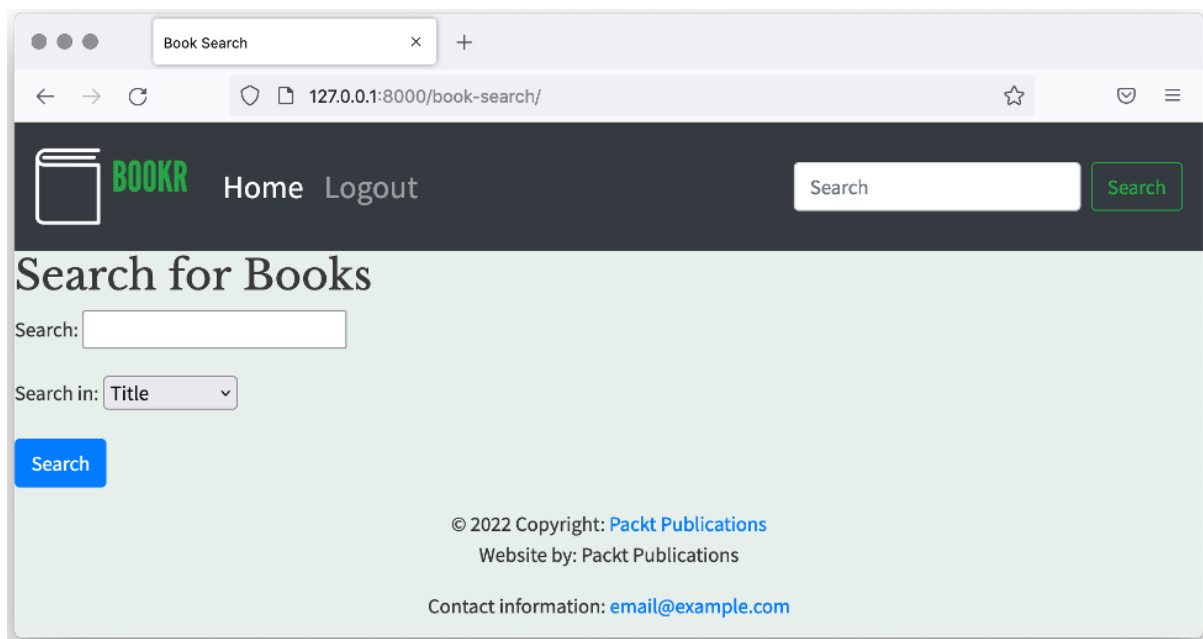 Book Search
127.0.0.1:8000/book-search/
BOOKR Home Logout Search Search
Search for Books
Search:
Search in: Title
Search
© 2022 Copyright: Packt Publications
Website by: Packt Publications
Contact information: email@example.com